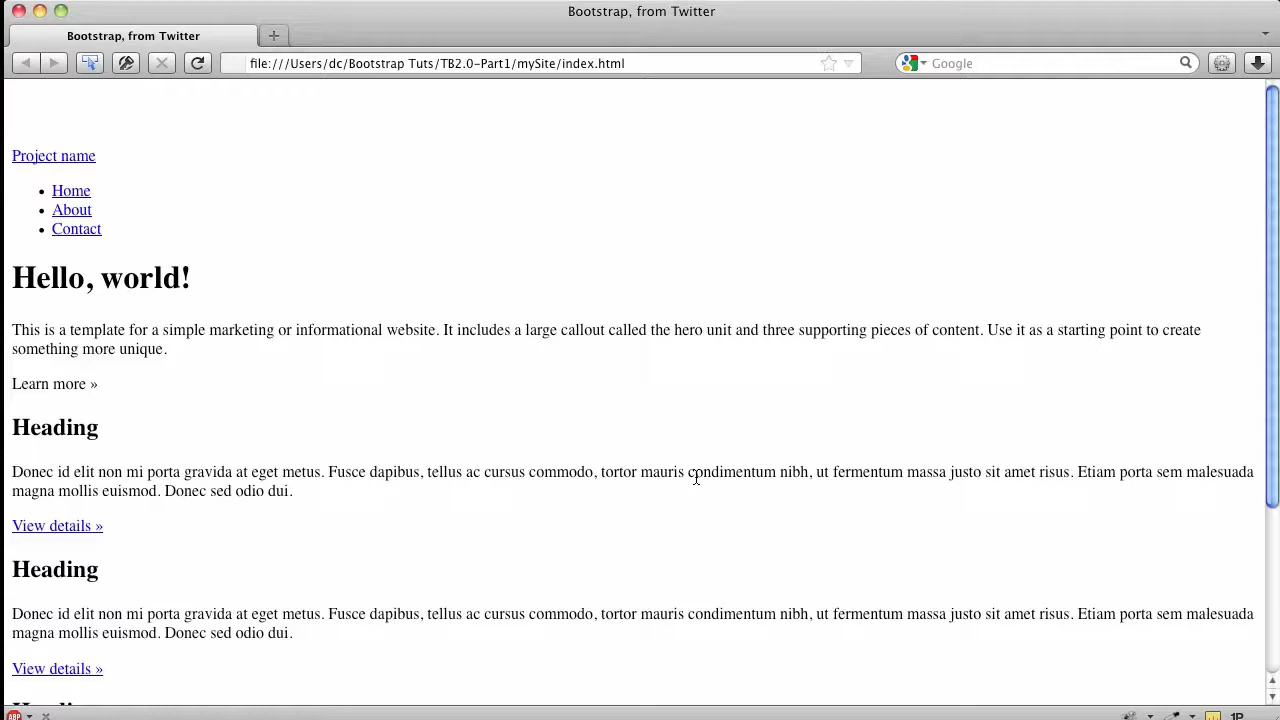 Bootstrap, from Twitter
Bootstrap, from Twitter
file:///Users/dc/Bootstrap Tuts/TB2.0-Part1/mySite/index.html
Google
Project name
Home
About
Contact
Hello, world!
This is a template for a simple marketing or informational website. It includes a large callout called the hero unit and three supporting pieces of content. Use it as a starting point to create
something more unique.
Learn more »
Heading
Donec id elit non mi porta gravida at eget metus. Fusce dapibus, tellus ac cursus commodo, tortor mauris condimentum nibh, ut fermentum massa justo sit amet risus. Etiam porta sem malesuada
magna mollis euismod. Donec sed odio dui.
View details »
Heading
Donec id elit non mi porta gravida at eget metus. Fusce dapibus, tellus ac cursus commodo, tortor mauris condimentum nibh, ut fermentum massa justo sit amet risus. Etiam porta sem malesuada
magna mollis euismod. Donec sed odio dui.
View details »
ABP